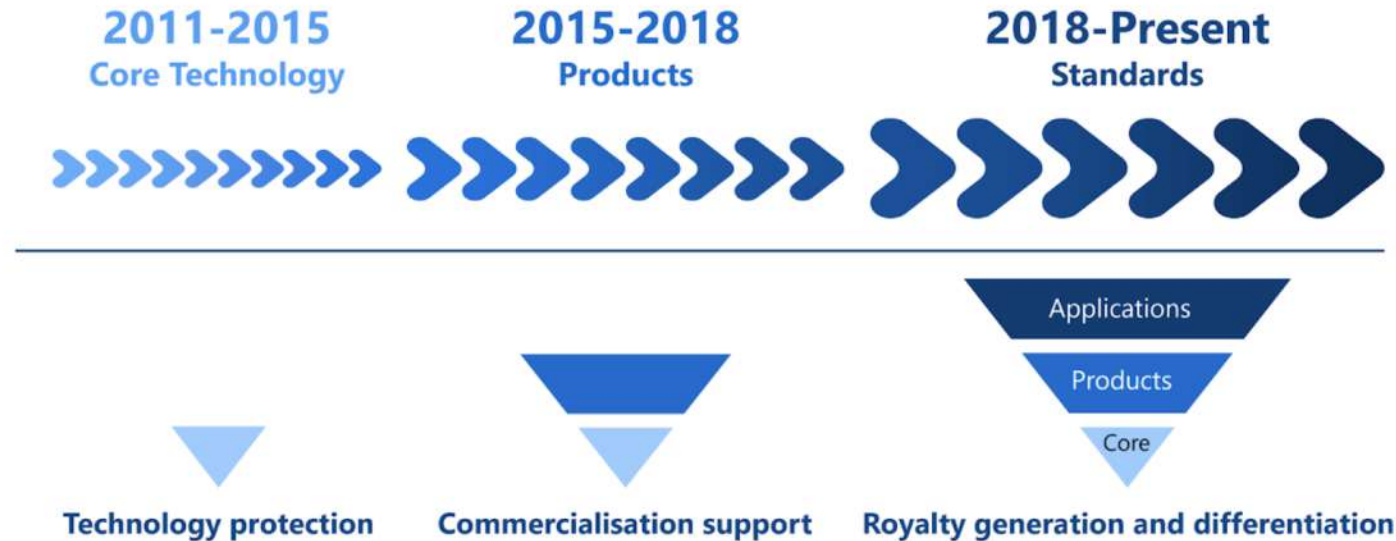 2011-2015
Core Technology
2015-2018
Products
2018-Present
Standards
Applications
Products
Core
Technology protection
Commercialisation support
Royalty generation and differentiation